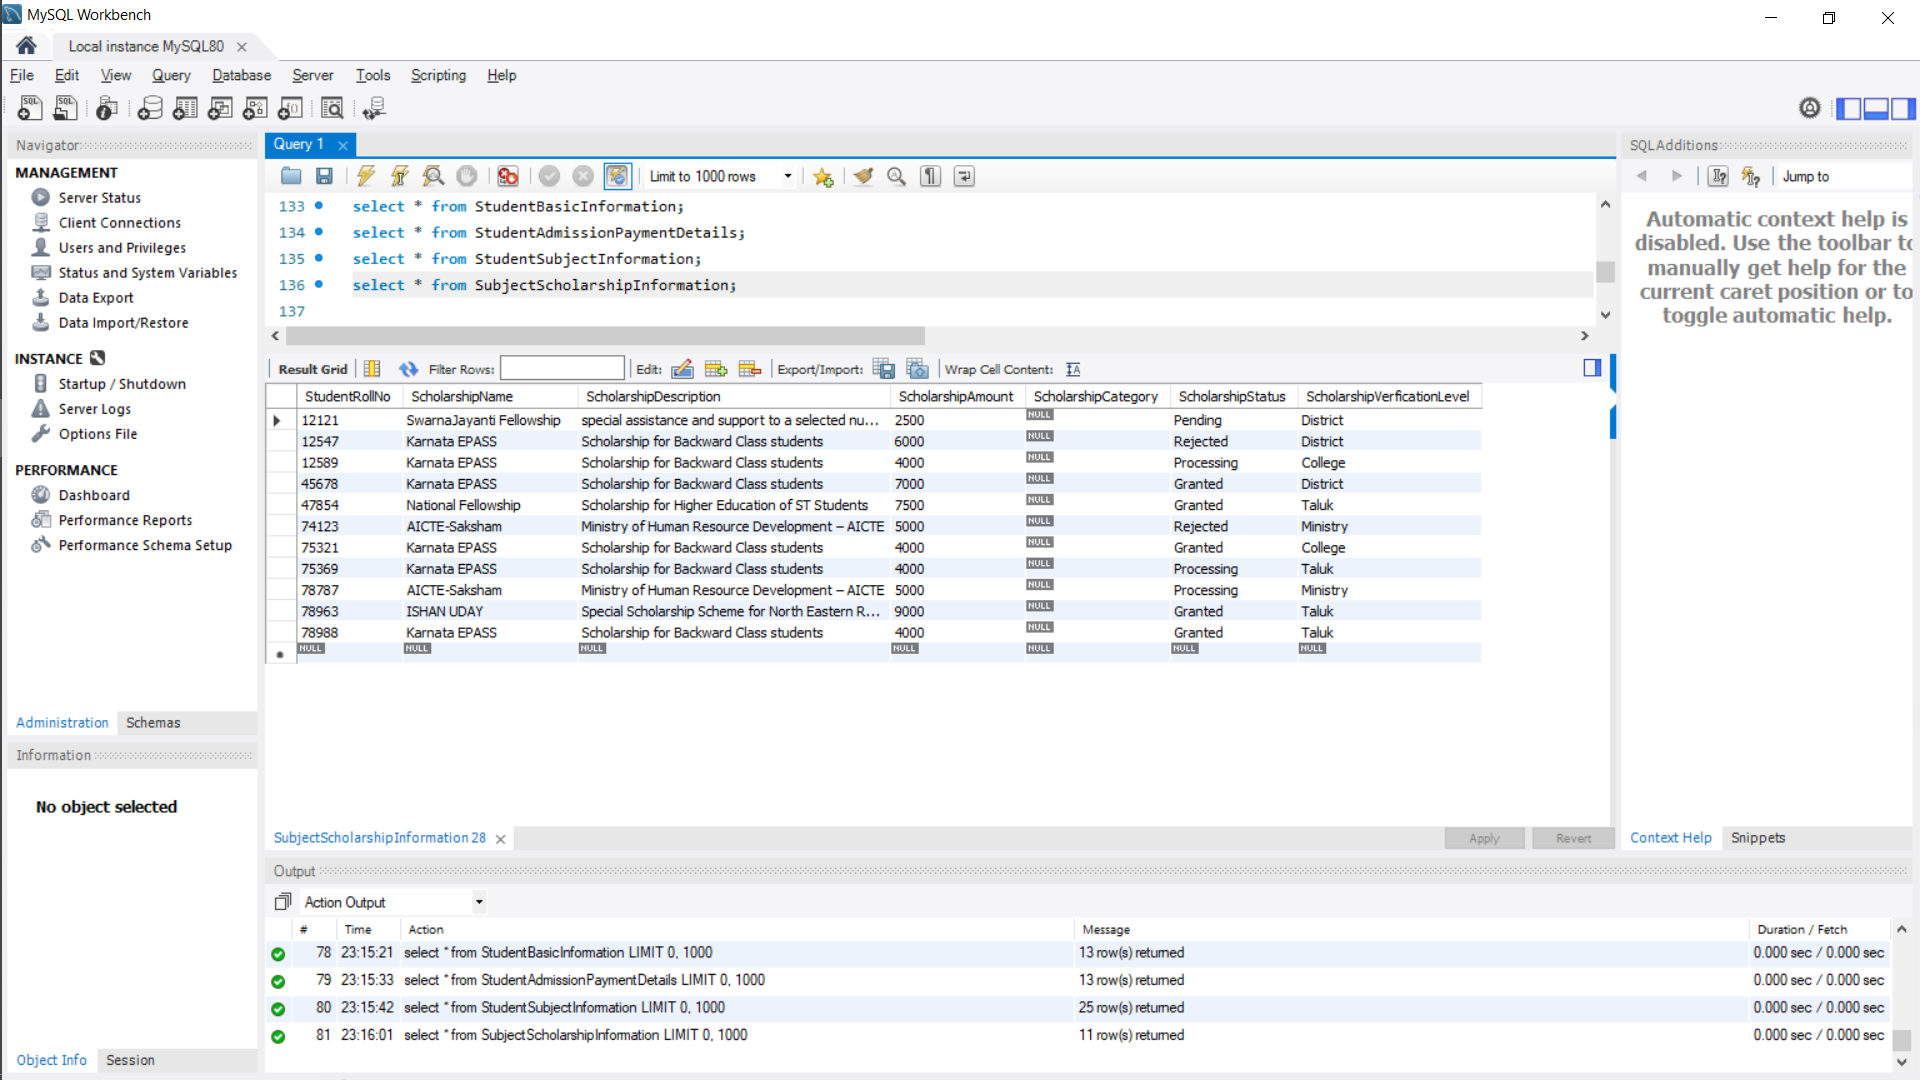 MySQL Workbench
Local instance MySQL80
File Edit View Query Database Server Tools Scripting Help
Navigator
MANAGEMENT
Server Status
Client Connections
Users and Privileges
Status and System Variables
Data Export
Data Import/Restore
INSTANCE
Startup / Shutdown
Server Logs
Options File
PERFORMANCE
Dashboard
Performance Reports
Performance Schema Setup
Administration Schemas
Information
No object selected
Object Info Session
Query 1
Limit to 1000 rows
133 select * from StudentBasicInformation;
134 select * from StudentAdmissionPaymentDetails;
135 select * from StudentSubjectInformation;
136 select * from SubjectScholarshipInformation;
137
Result Grid Filter Rows: Edit: Export/Import: Wrap Cell Content:
StudentRollNo ScholarshipName ScholarshipDescription ScholarshipAmount ScholarshipCategory ScholarshipStatus ScholarshipVerficationLevel
12121 SwarnaJayanti Fellowship special assistance and support to a selected nu... 2500 NULL Pending District
12547 Karnata EPASS Scholarship for Backward Class students 6000 NULL Rejected District
12589 Karnata EPASS Scholarship for Backward Class students 4000 NULL Processing College
45678 Karnata EPASS Scholarship for Backward Class students 7000 NULL Granted District
47854 National Fellowship Scholarship for Higher Education of ST Students 7500 NULL Granted Taluk
74123 AICTE-Saksham Ministry of Human Resource Development – AICTE 5000 NULL Rejected Ministry
75321 Karnata EPASS Scholarship for Backward Class students 4000 NULL Granted College
75369 Karnata EPASS Scholarship for Backward Class students 4000 NULL Processing Taluk
78787 AICTE-Saksham Ministry of Human Resource Development – AICTE 5000 NULL Processing Ministry
78963 ISHAN UDAY Special Scholarship Scheme for North Eastern R... 9000 NULL Granted Taluk
78988 Karnata EPASS Scholarship for Backward Class students 4000 NULL Granted Taluk
NULL NULL NULL NULL NULL NULL NULL
SubjectScholarshipInformation 28
Apply Revert
Output
Action Output
# Time Action Message Duration / Fetch
78 23:15:21 select * from StudentBasicInformation LIMIT 0, 1000 13 row(s) returned 0.000 sec / 0.000 sec
79 23:15:33 select * from StudentAdmissionPaymentDetails LIMIT 0, 1000 13 row(s) returned 0.000 sec / 0.000 sec
80 23:15:42 select * from StudentSubjectInformation LIMIT 0, 1000 25 row(s) returned 0.000 sec / 0.000 sec
81 23:16:01 select * from SubjectScholarshipInformation LIMIT 0, 1000 11 row(s) returned 0.000 sec / 0.000 sec
SQLAdditions
Jump to
Automatic context help is
disabled. Use the toolbar to
manually get help for the
current caret position or to
toggle automatic help.
Context Help Snippets